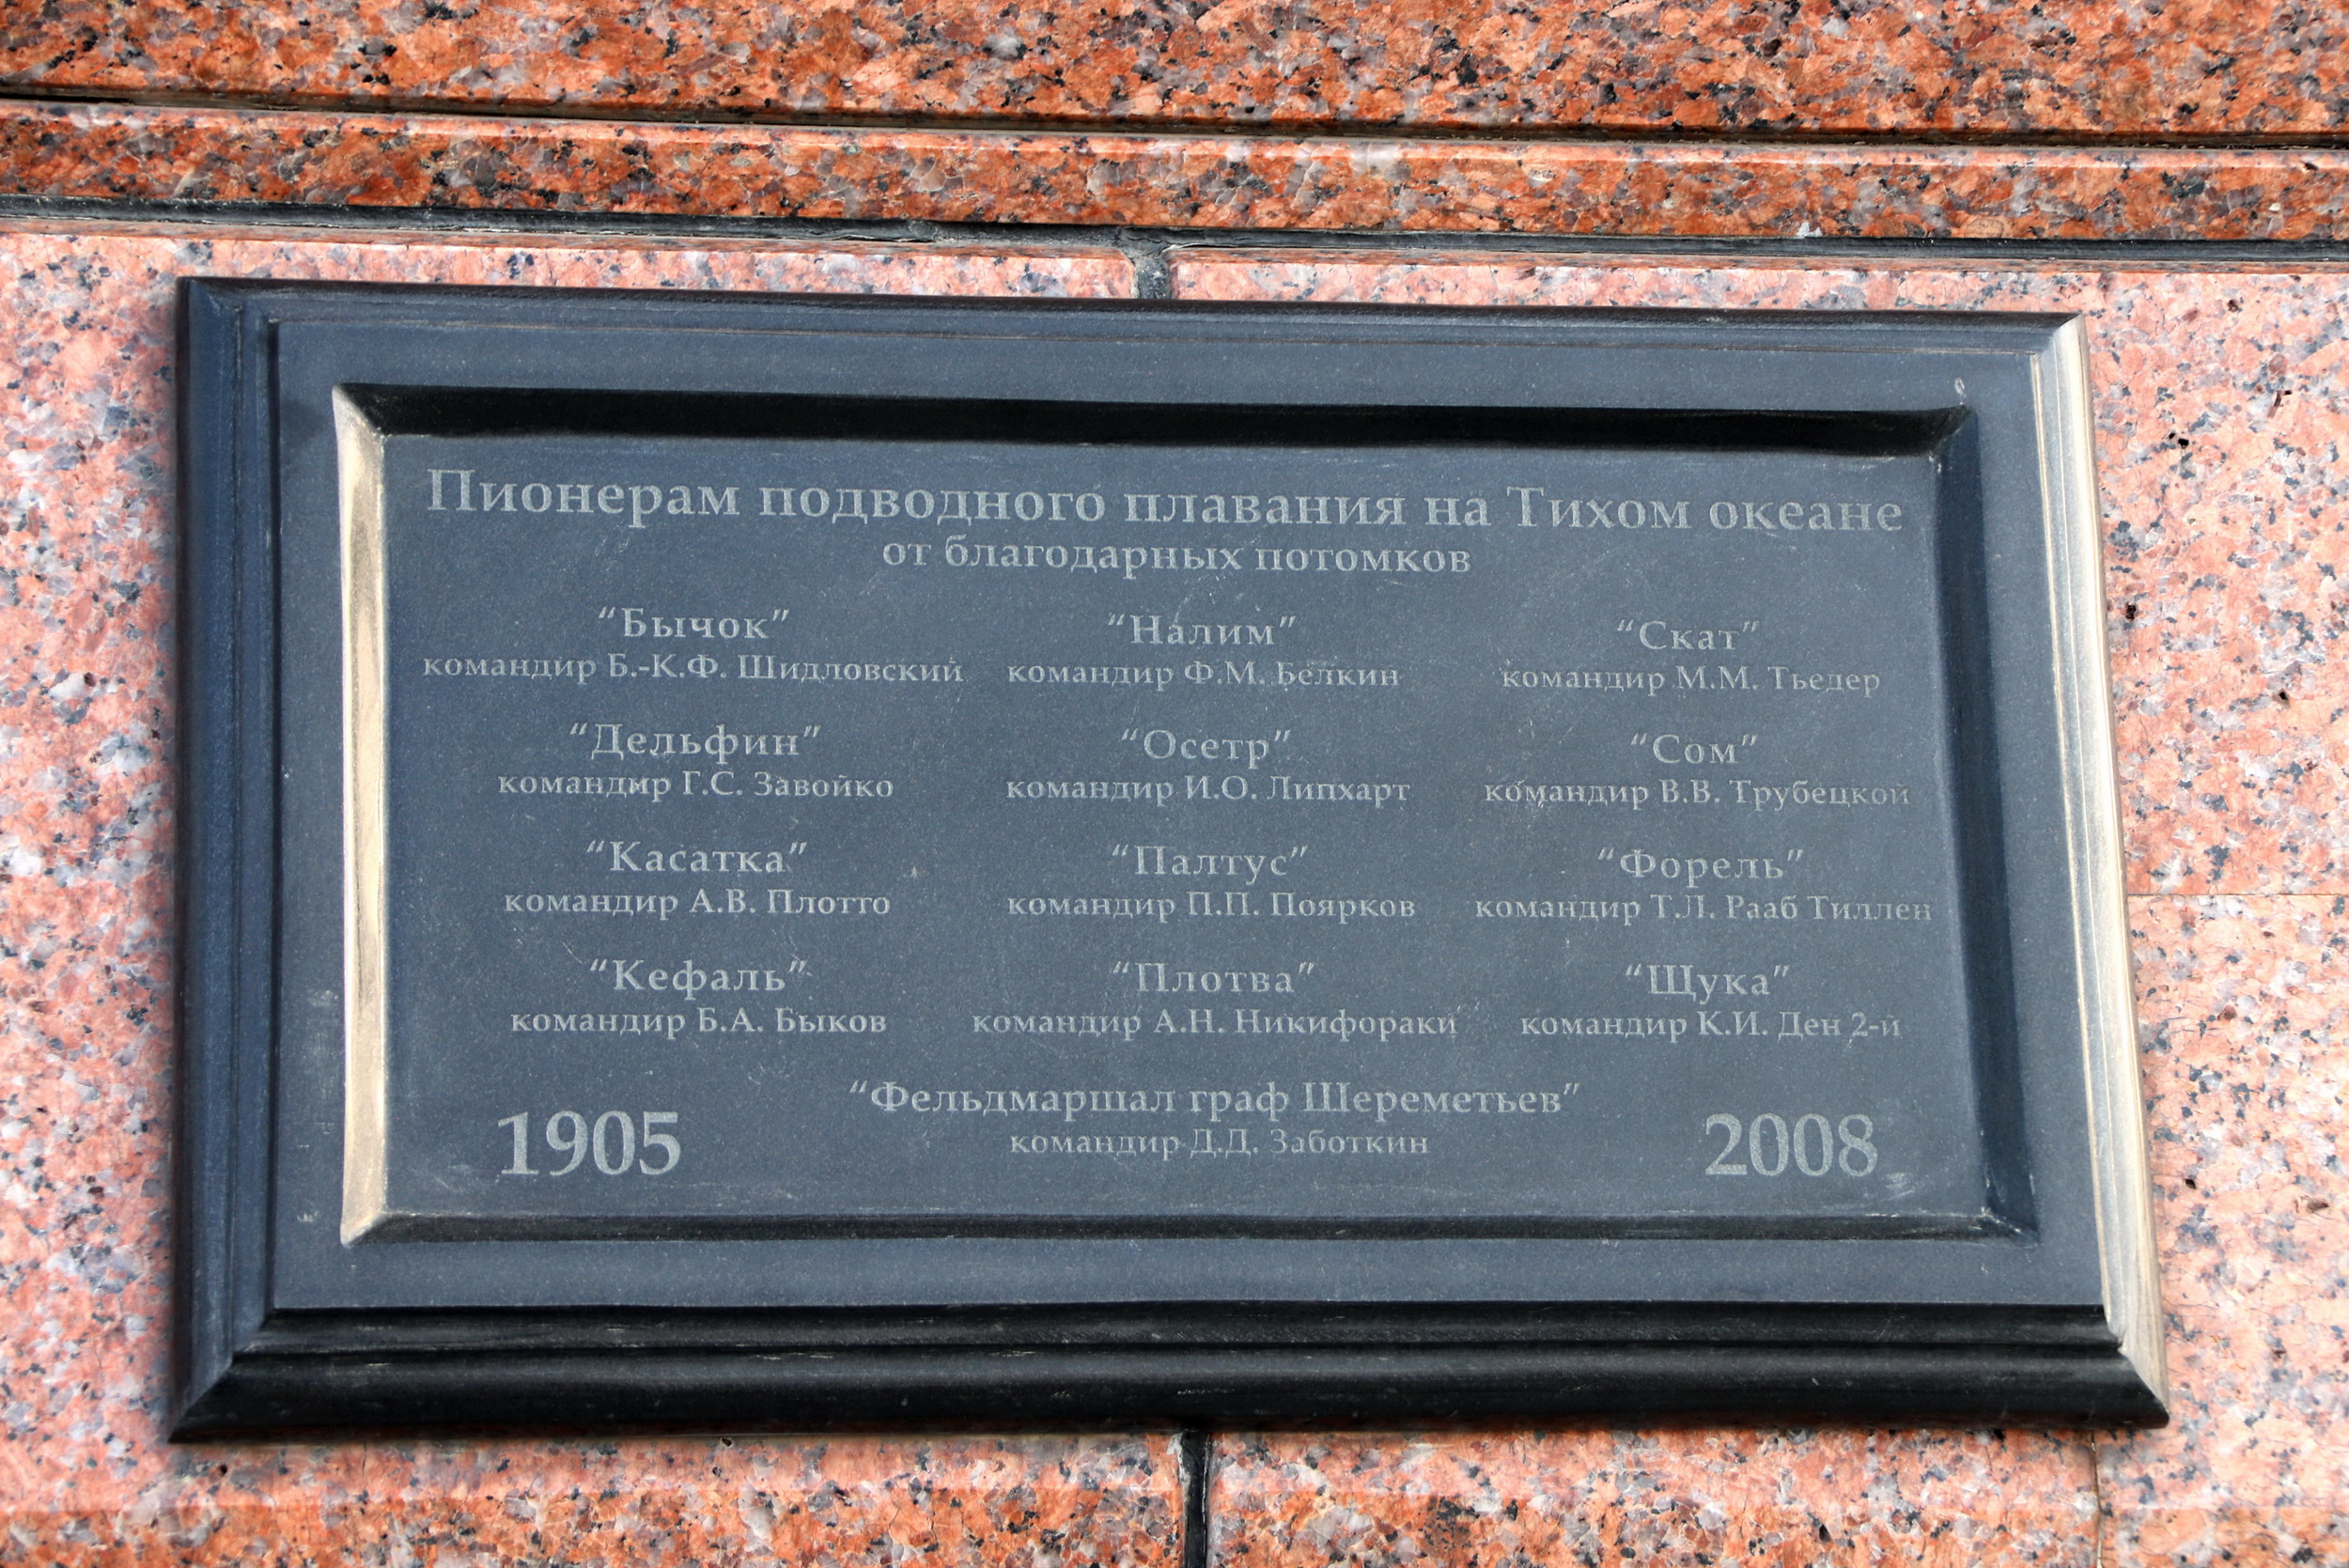 Пионерам подводного плавания на Тихом океане
от благодарных потомков
"Бычок"
командир Б.-К.Ф. Шидловский
"Налим"
командир Ф.М. Белкин
"Скат"
командир М.М. Тьедер
"Дельфин"
командир Г.С. Завойко
"Осетр"
командир И.О. Липхарт
"Сом"
командир В.В. Трубецкой
"Касатка"
командир А.В. Плотто
"Палтус"
командир П.П. Поярков
"Форель"
командир Т.Л. Рааб Тиллен
"Кефаль"
командир Б.А. Быков
"Плотва"
командир А.Н. Никифораки
"Щука"
командир К.И. Ден 2-й
"Фельдмаршал граф Шереметьев"
командир Д.Д. Заботкин
1905
2008